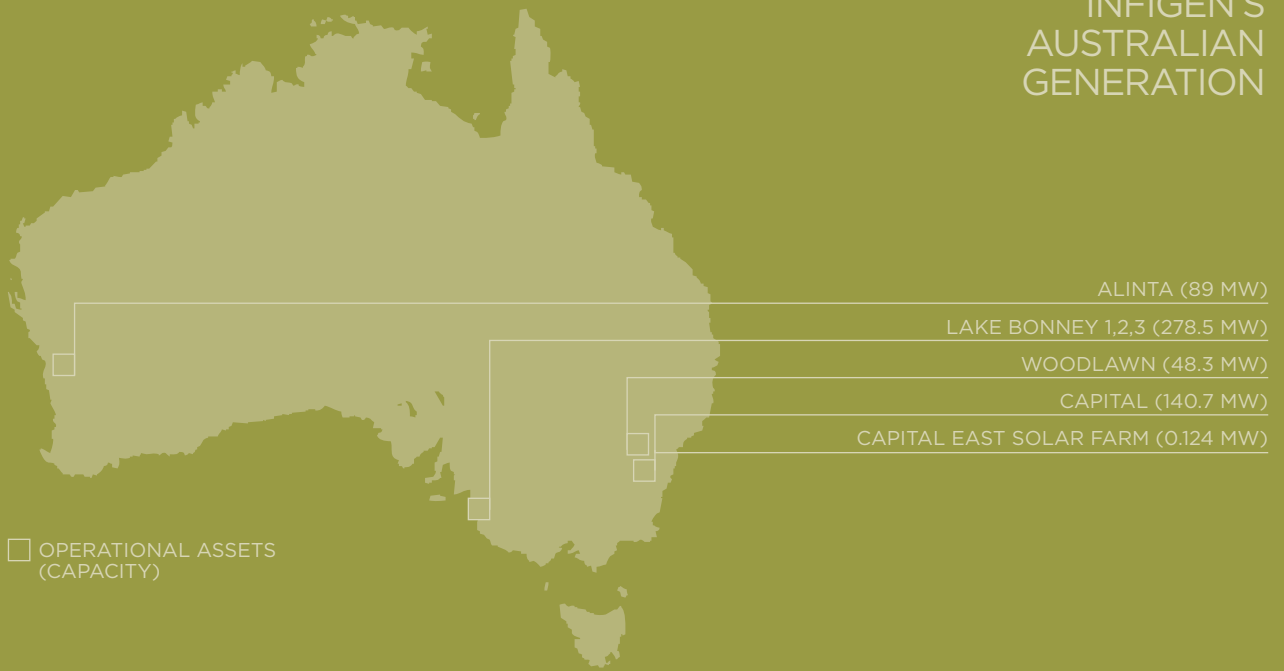 INFIGEN'S
AUSTRALIAN
GENERATION
ALINTA (89 MW)
LAKE BONNEY 1,2,3 (278.5 MW)
WOODLAWN (48.3 MW)
CAPITAL (140.7 MW)
CAPITAL EAST SOLAR FARM (0.124 MW)
OPERATIONAL ASSETS
(CAPACITY)